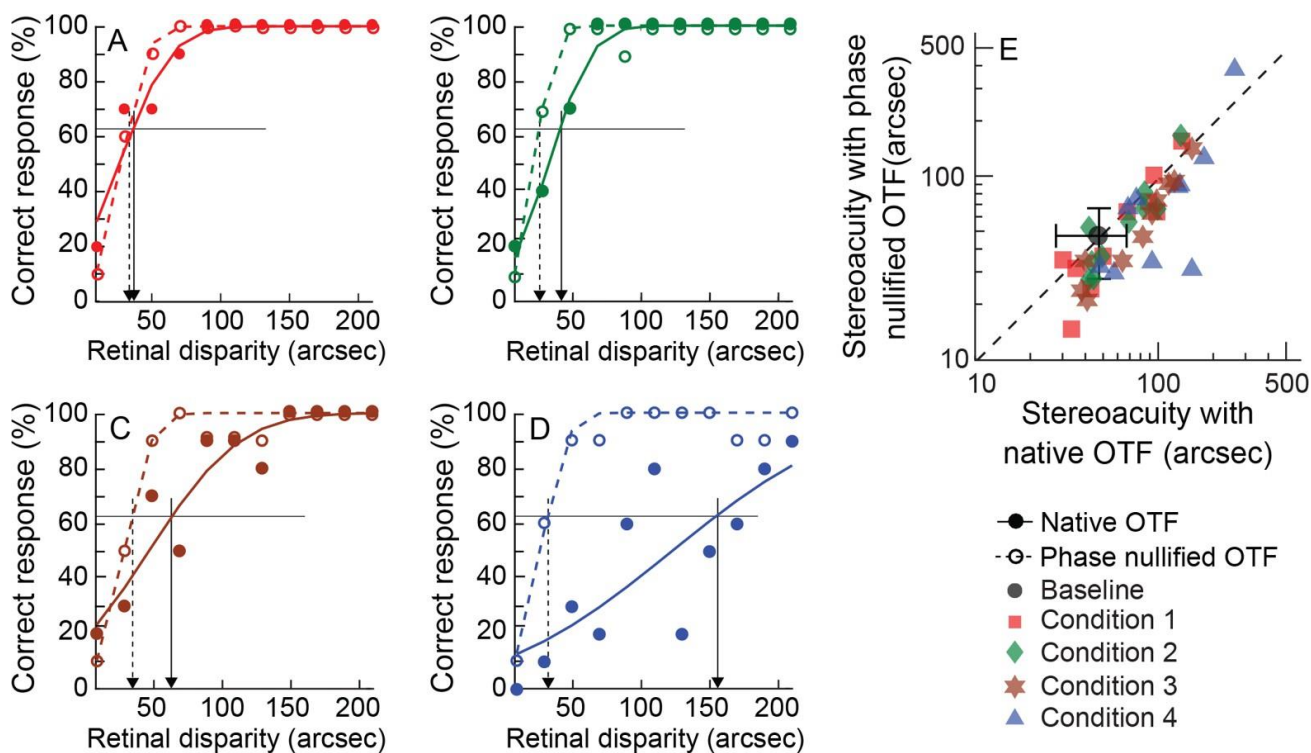 A
Correct response (%)
100
80
60
40
20
0
50
100
150
200
Retinal disparity (arcsec)
Correct response (%)
100
80
60
40
20
0
50
100
150
200
Retinal disparity (arcsec)
C
Correct response (%)
100
80
60
40
20
0
50
100
150
200
Retinal disparity (arcsec)
D
Correct response (%)
100
80
60
40
20
0
50
100
150
200
Retinal disparity (arcsec)
E
Stereoacuity with phase
nullified OTF(arcsec)
500
100
10
10
100
500
Stereoacuity with
native OTF (arcsec)
Native OTF
Phase nullified OTF
Baseline
Condition 1
Condition 2
Condition 3
Condition 4